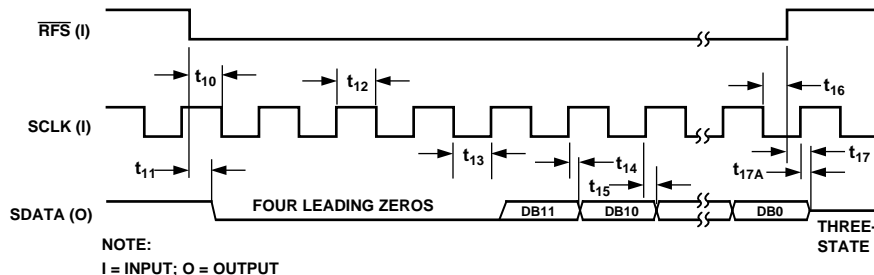 RFS (I)
t10
t12
t16
SCLK (I)
t11
t13
t14
t15
t17A
t17
SDATA (O)
FOUR LEADING ZEROS
DB11
DB10
DB0
THREE-
STATE
NOTE:
I = INPUT; O = OUTPUT